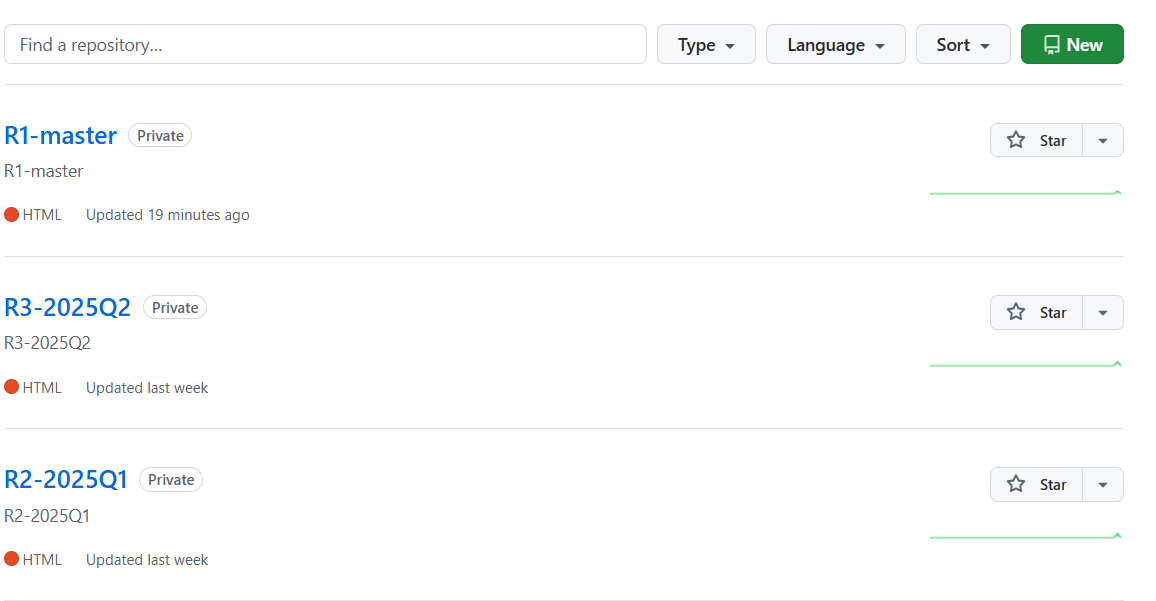 Find a repository...
Type
Language
Sort
New
R1-master
Private
Star
R1-master
HTML
Updated 19 minutes ago
R3-2025Q2
Private
Star
R3-2025Q2
HTML
Updated last week
R2-2025Q1
Private
Star
R2-2025Q1
HTML
Updated last week